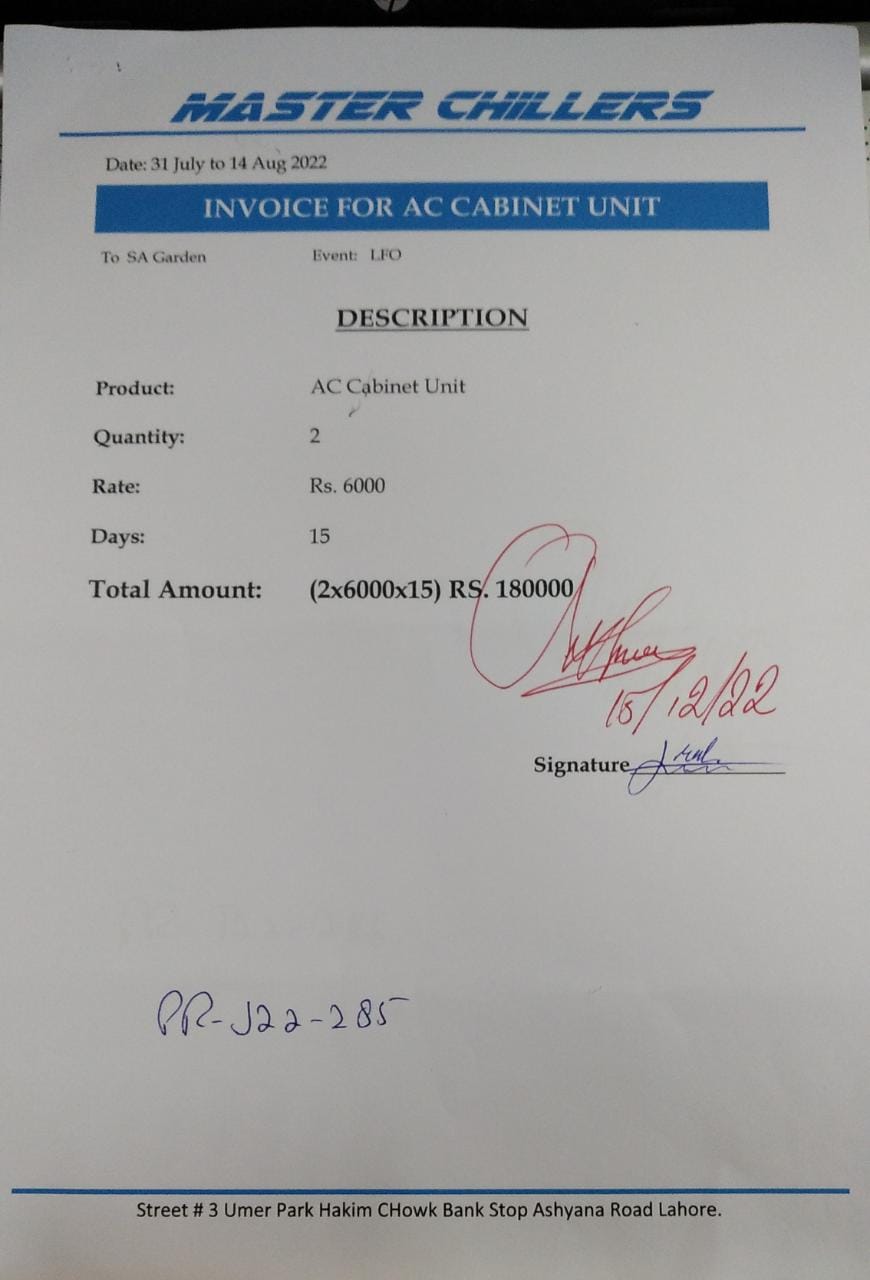 MASTER CHILLERS
Date: 31 July to 14 Aug 2022
INVOICE FOR AC CABINET UNIT
To SA Garden Event: LFO
DESCRIPTION
Product: AC Cabinet Unit
Quantity: 2
Rate: Rs. 6000
Days: 15
Total Amount: (2x6000x15) RS. 180000
15/12/22
Signature
PR-J22-285
Street # 3 Umer Park Hakim CHowk Bank Stop Ashyana Road Lahore.